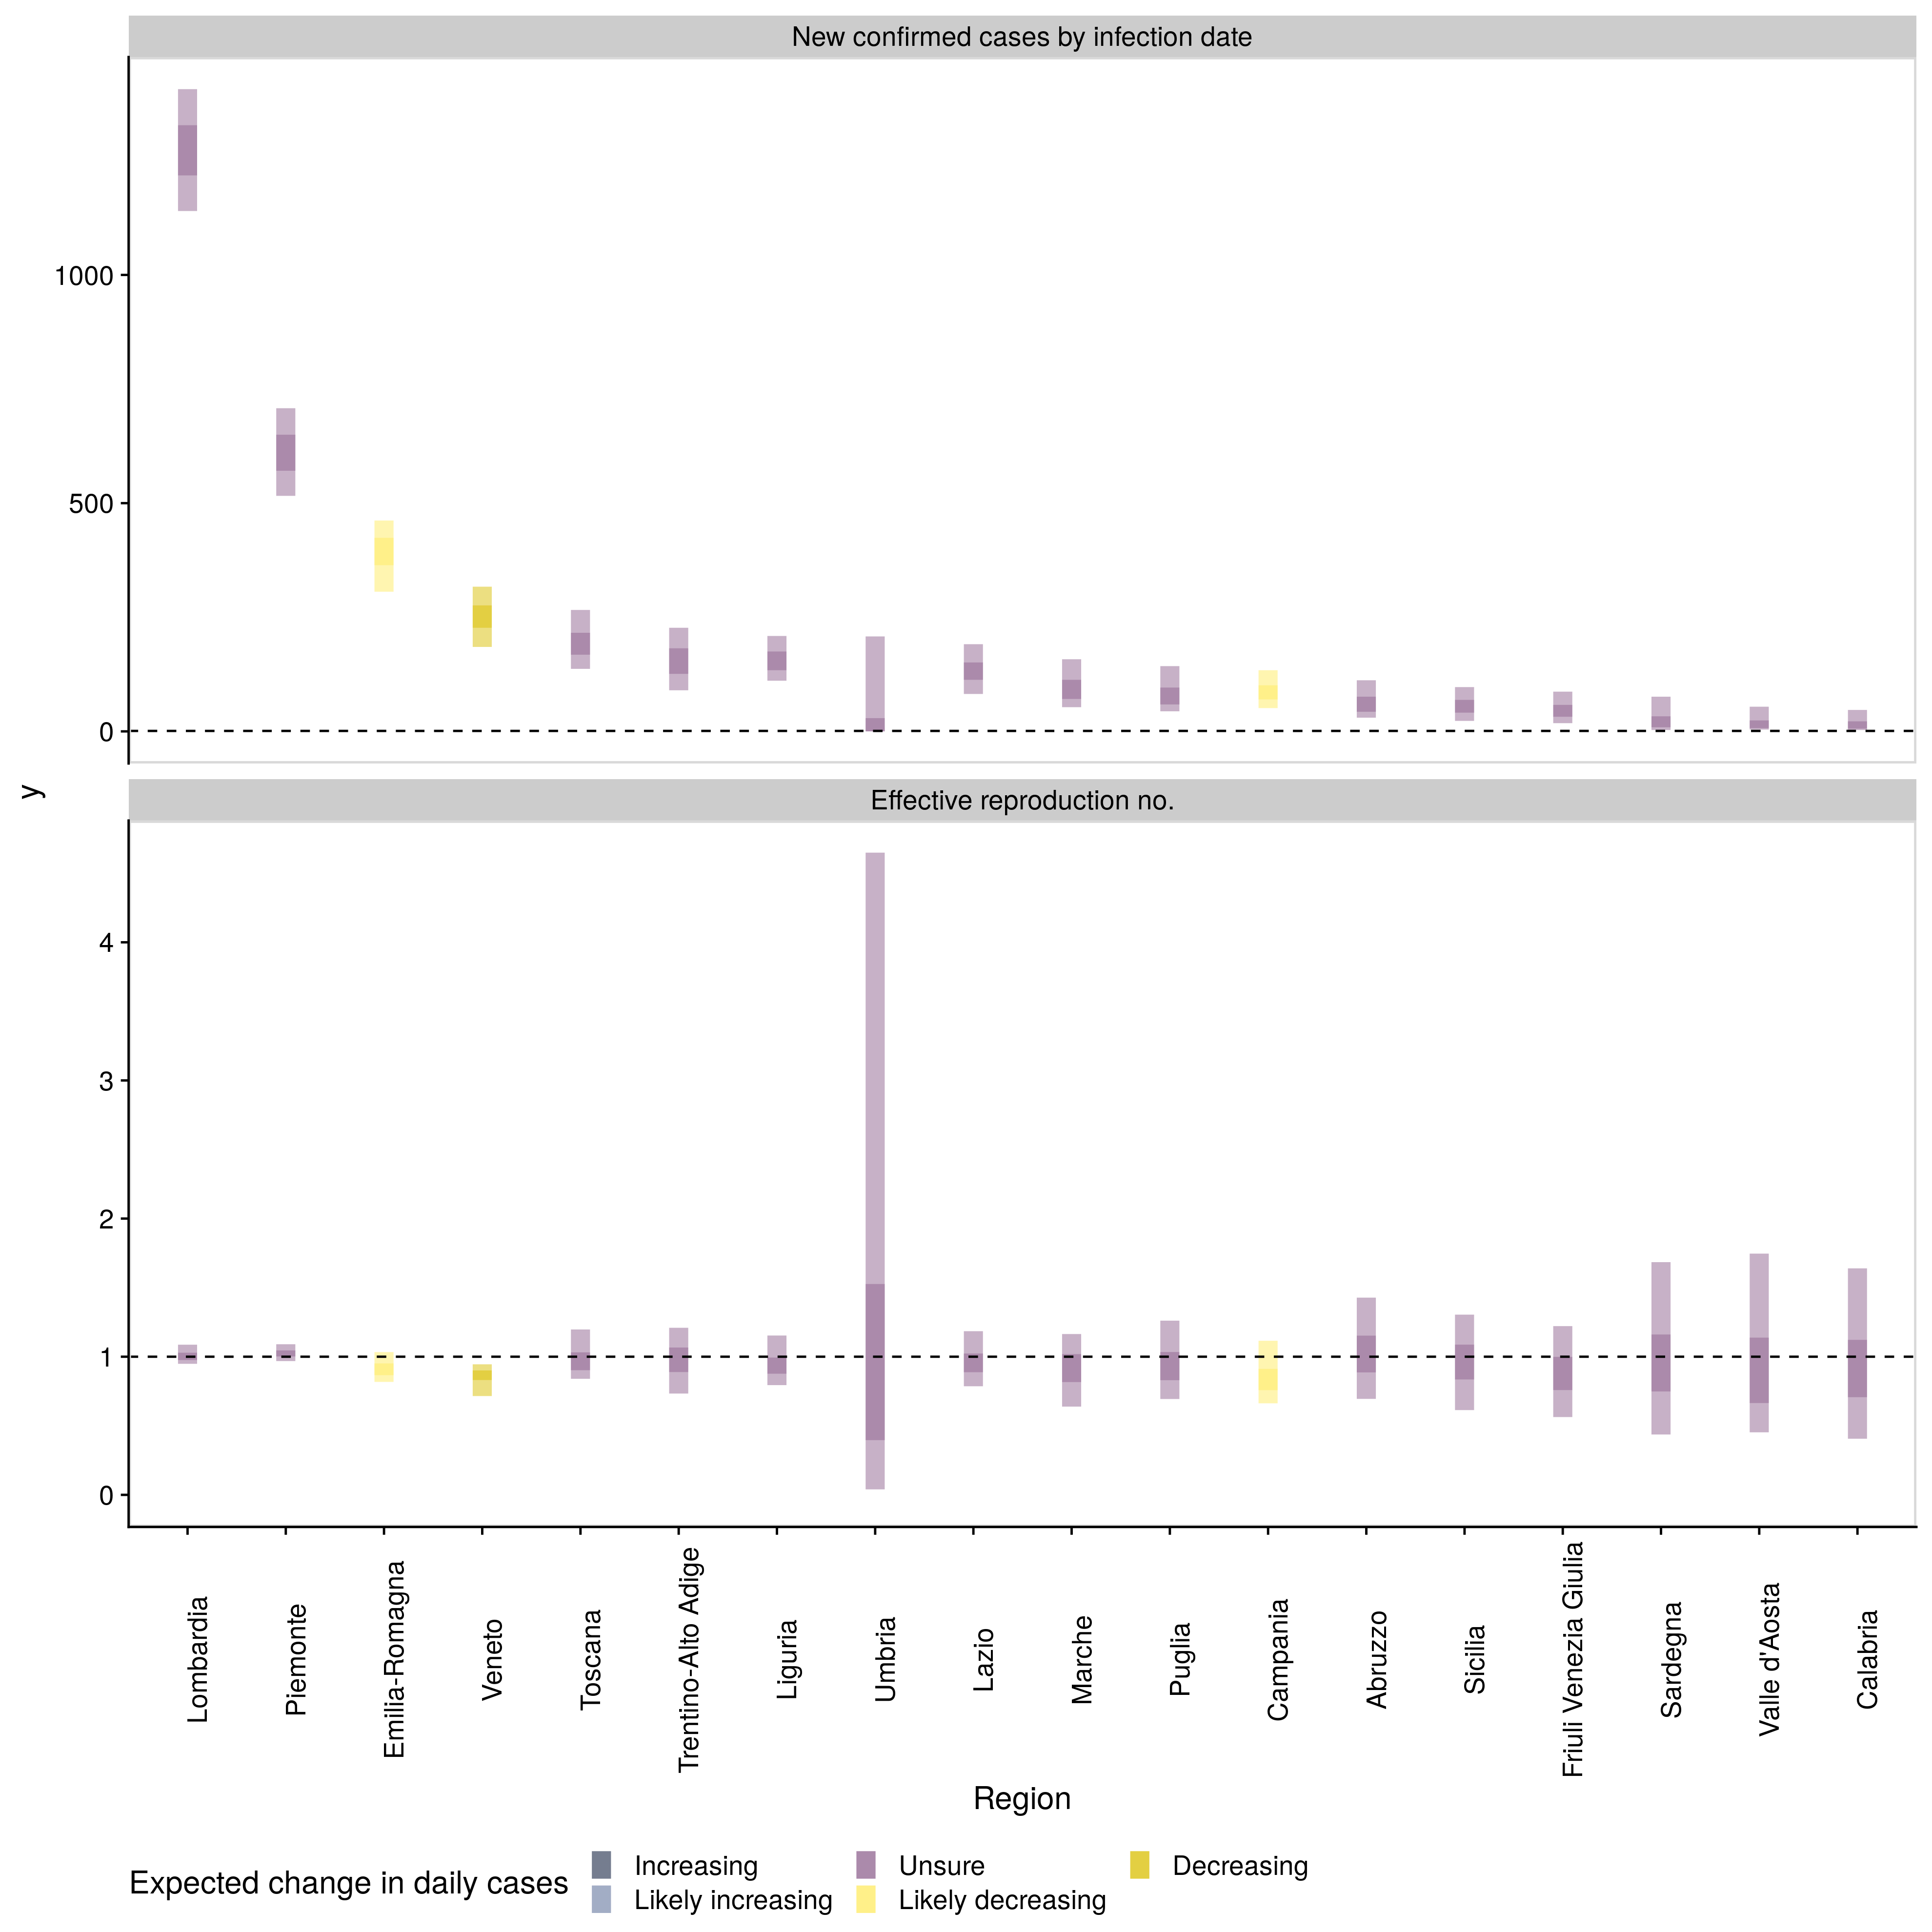 New confirmed cases by infection date
1000
500
0
y
Effective reproduction no.
4
3
2
1
0
Lombardia
Piemonte
Emilia-Romagna
Veneto
Toscana
Trentino-Alto Adige
Liguria
Umbria
Lazio
Marche
Puglia
Campania
Abruzzo
Sicilia
Friuli Venezia Giulia
Sardegna
Valle d'Aosta
Calabria
Region
Expected change in daily cases
Increasing
Likely increasing
Unsure
Likely decreasing
Decreasing